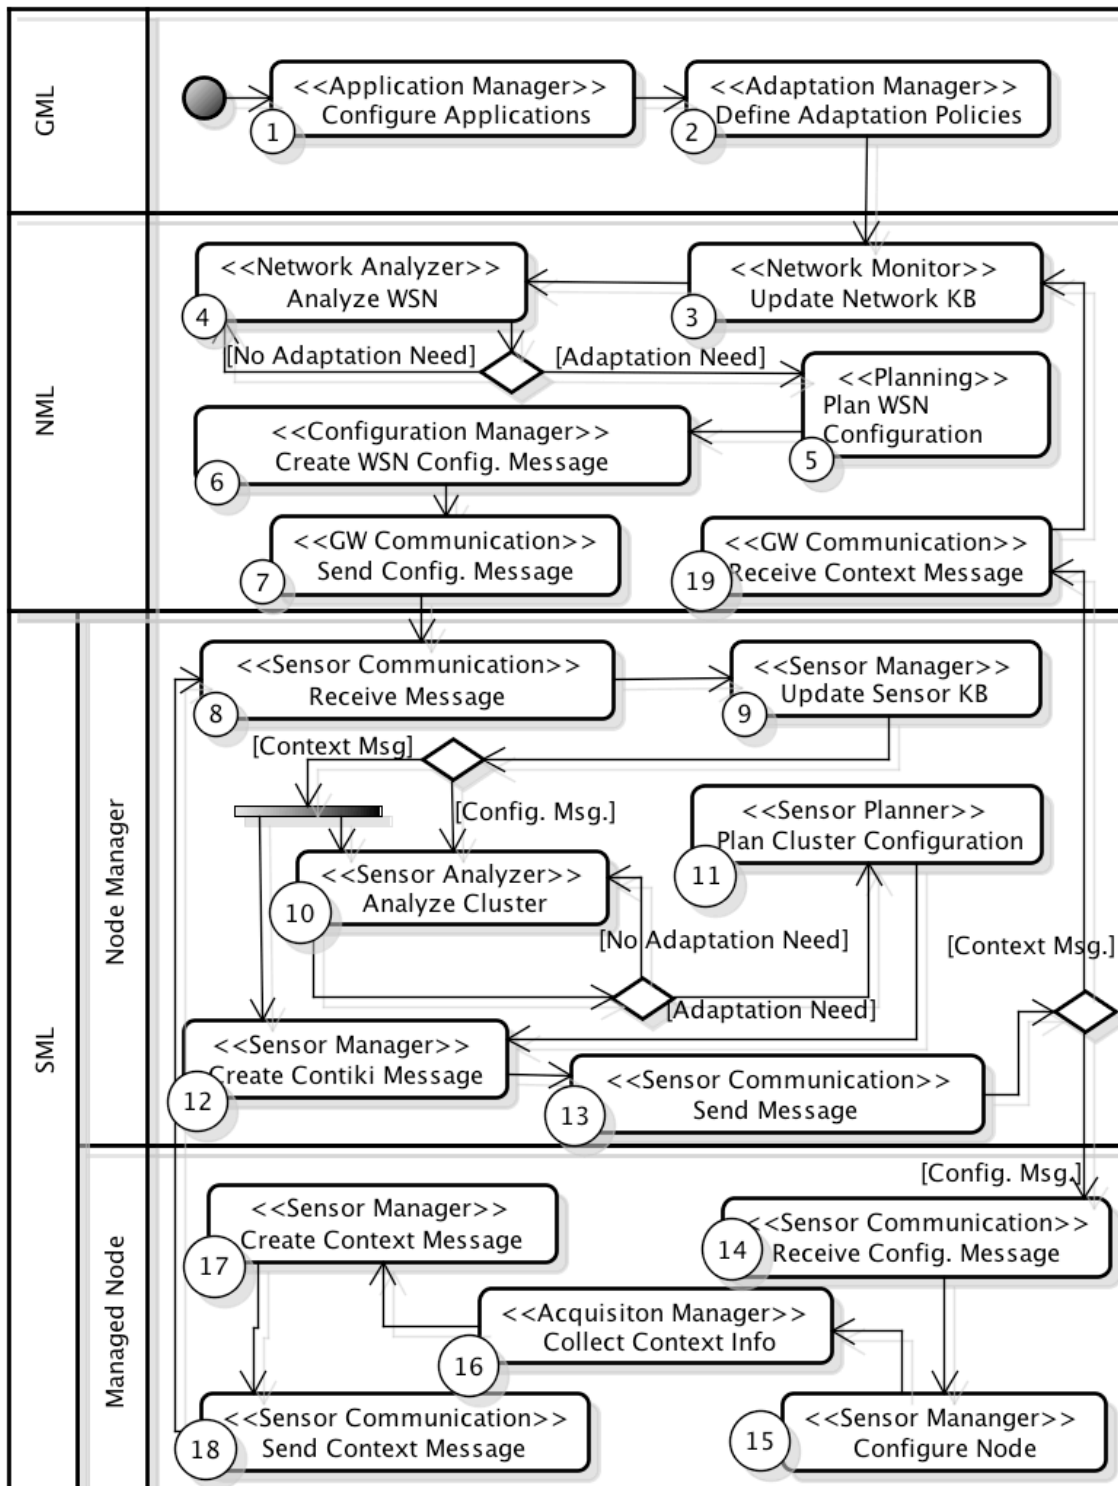 GML
<<Application Manager>>
Configure Applications
1
<<Adaptation Manager>>
Define Adaptation Policies
2
NML
<<Network Analyzer>>
Analyze WSN
4
<<Network Monitor>>
Update Network KB
3
[No Adaptation Need]
[Adaptation Need]
<<Planning>>
Plan WSN
Configuration
5
<<Configuration Manager>>
Create WSN Config. Message
6
<<GW Communication>>
Send Config. Message
7
<<GW Communication>>
Receive Context Message
19
SML
Node Manager
<<Sensor Communication>>
Receive Message
8
<<Sensor Manager>>
Update Sensor KB
9
[Context Msg]
[Config. Msg.]
<<Sensor Planner>>
Plan Cluster Configuration
11
<<Sensor Analyzer>>
Analyze Cluster
10
[No Adaptation Need]
[Adaptation Need]
[Context Msg.]
<<Sensor Manager>>
Create Contiki Message
12
<<Sensor Communication>>
Send Message
13
Managed Node
[Config. Msg.]
<<Sensor Manager>>
Create Context Message
17
<<Sensor Communication>>
Receive Config. Message
14
<<Acquisiton Manager>>
Collect Context Info
16
<<Sensor Communication>>
Send Context Message
18
<<Sensor Mananger>>
Configure Node
15